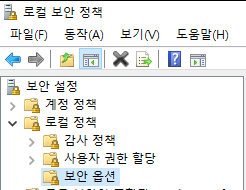 로컬 보안 정책
파일(F) 동작(A) 보기(V) 도움말(H)
보안 설정
계정 정책
로컬 정책
감사 정책
사용자 권한 할당
보안 옵션